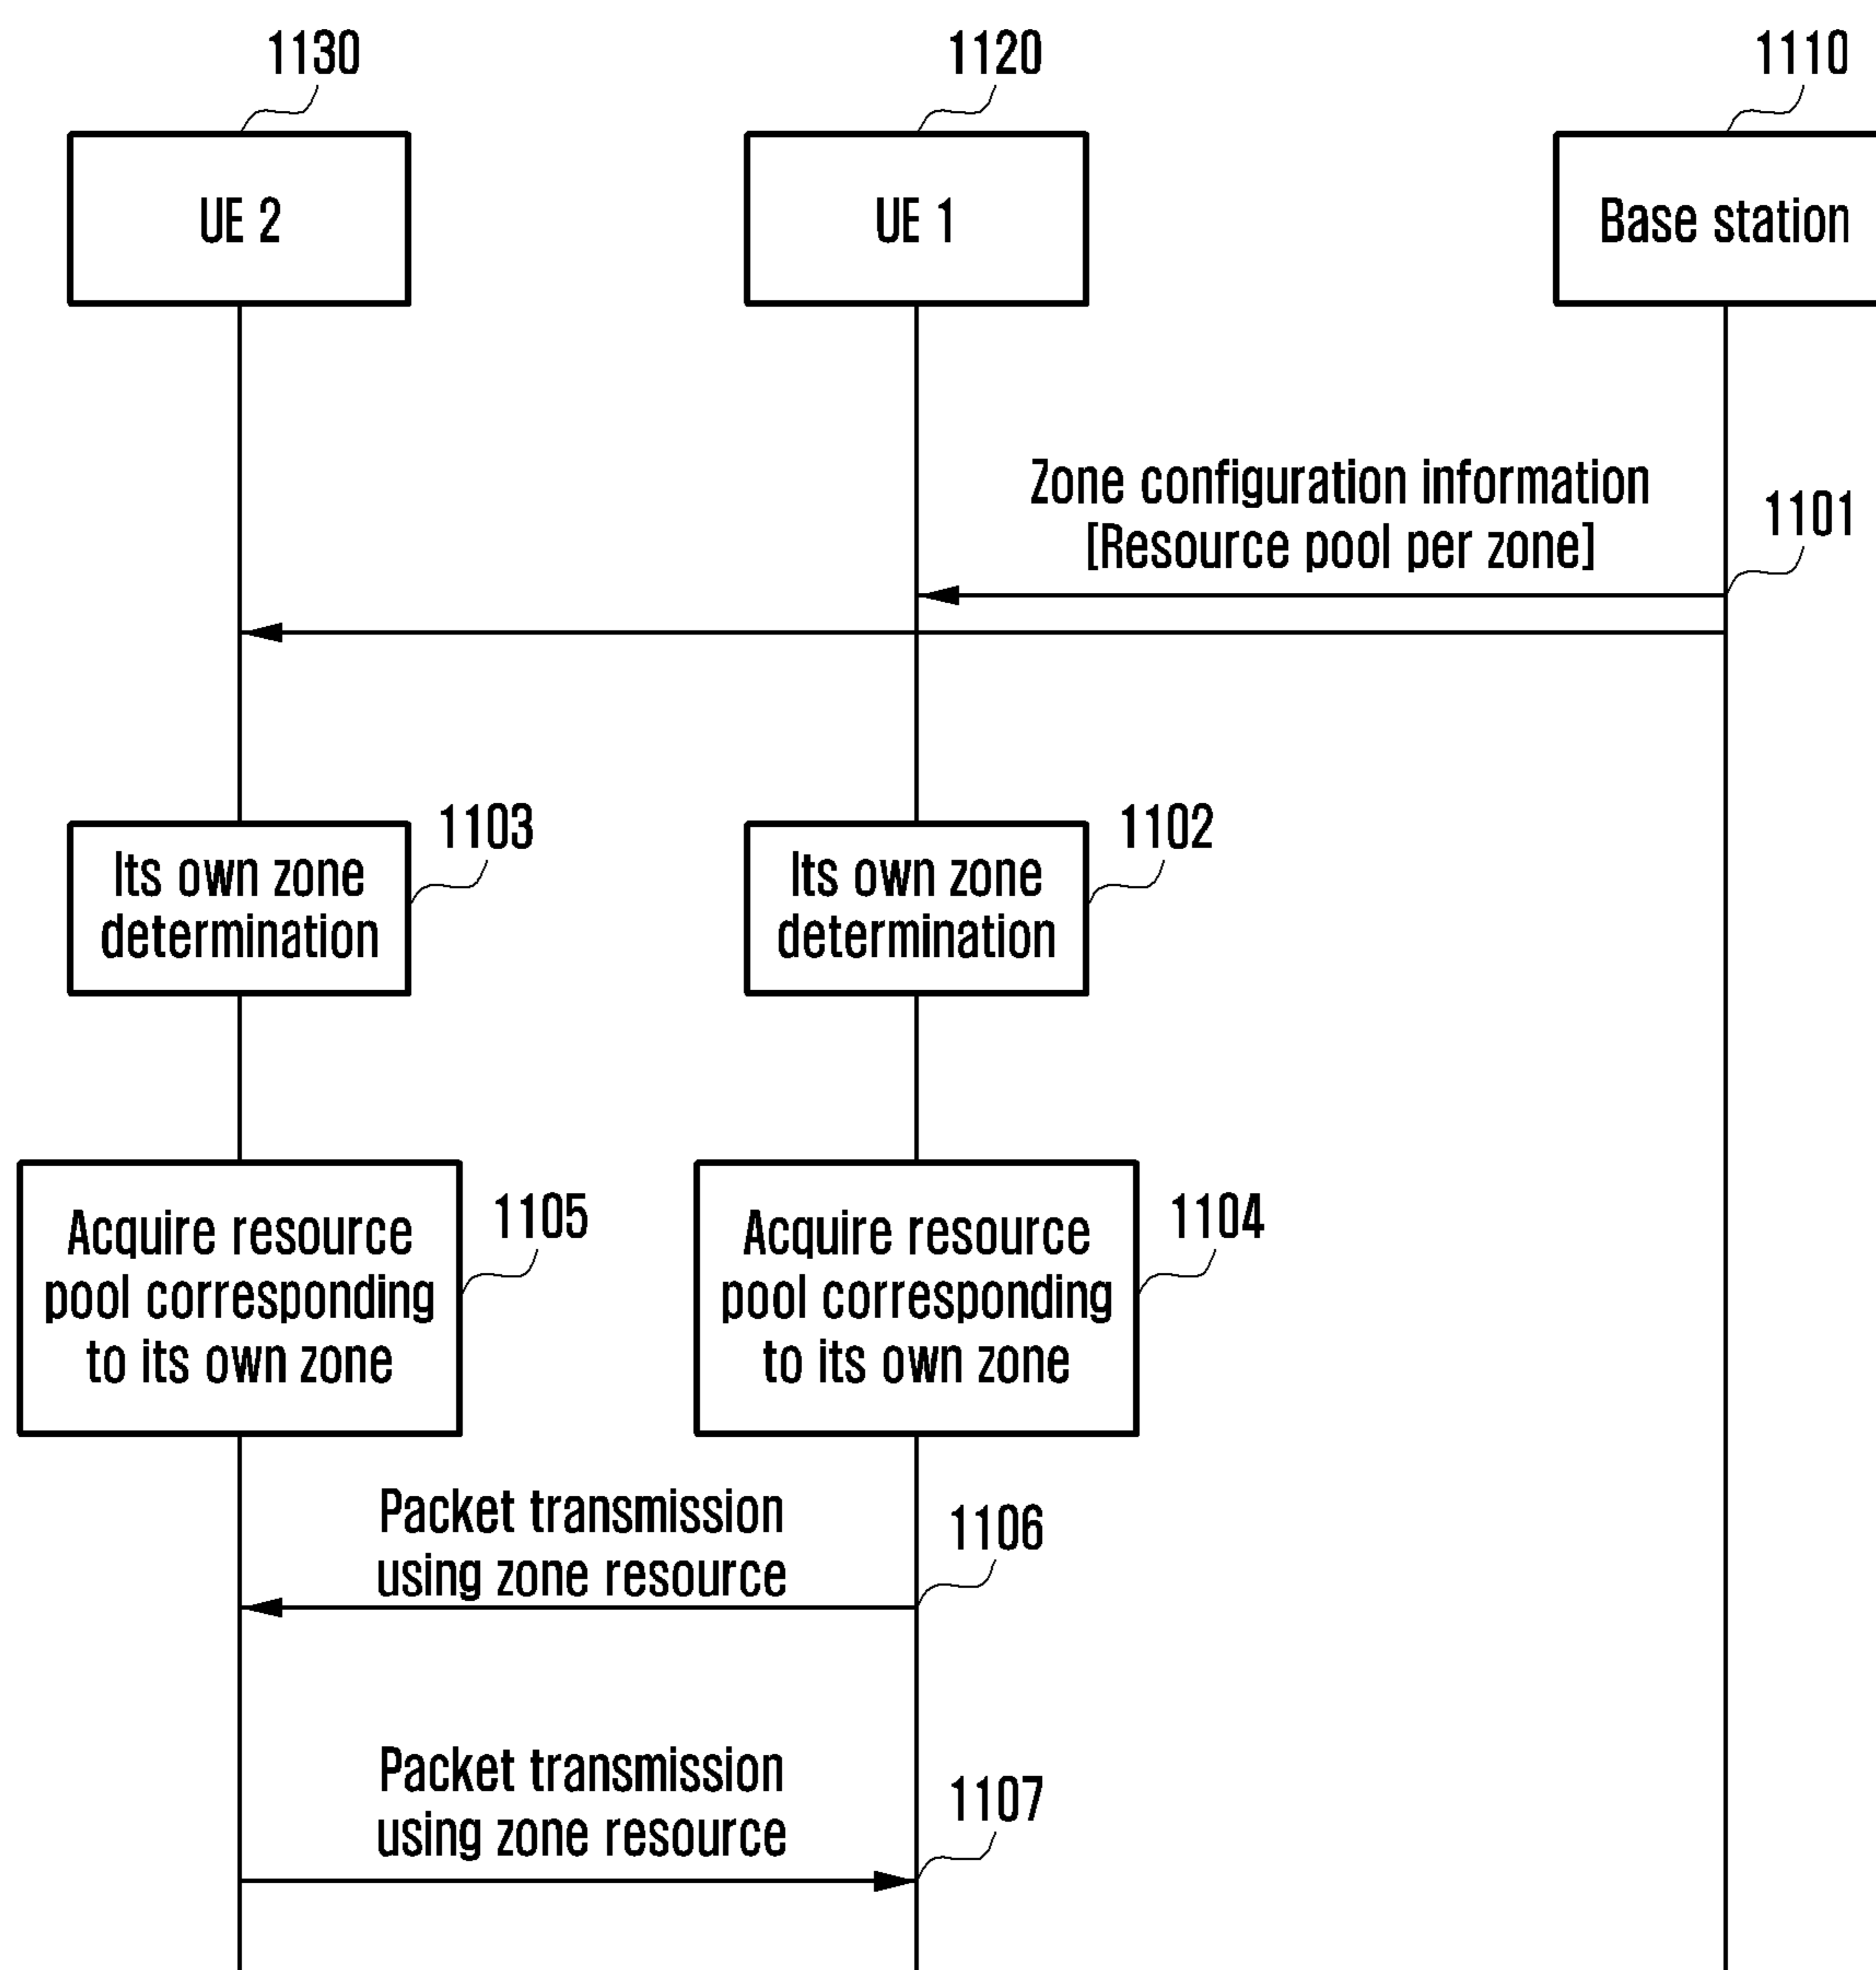 1130
1120
1110
UE 2
UE 1
Base station
Zone configuration information
[Resource pool per zone]
1101
1103
1102
Its own zone
determination
Its own zone
determination
1105
1104
Acquire resource
pool corresponding
to its own zone
Acquire resource
pool corresponding
to its own zone
Packet transmission
using zone resource
1106
Packet transmission
using zone resource
1107